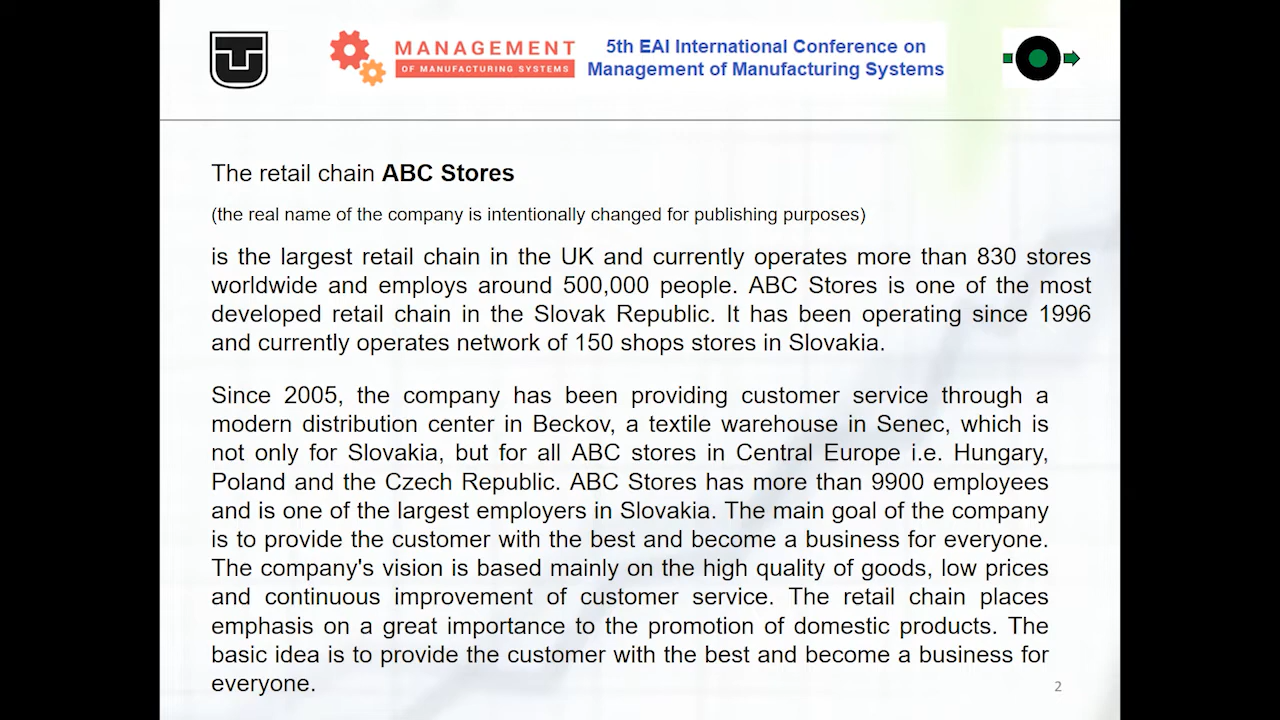 MANAGEMENT
OF MANUFACTURING SYSTEMS
5th EAI International Conference on
Management of Manufacturing Systems
The retail chain ABC Stores
(the real name of the company is intentionally changed for publishing purposes)
is the largest retail chain in the UK and currently operates more than 830 stores
worldwide and employs around 500,000 people. ABC Stores is one of the most
developed retail chain in the Slovak Republic. It has been operating since 1996
and currently operates network of 150 shops stores in Slovakia.
Since 2005, the company has been providing customer service through a
modern distribution center in Beckov, a textile warehouse in Senec, which is
not only for Slovakia, but for all ABC stores in Central Europe i.e. Hungary,
Poland and the Czech Republic. ABC Stores has more than 9900 employees
and is one of the largest employers in Slovakia. The main goal of the company
is to provide the customer with the best and become a business for everyone.
The company's vision is based mainly on the high quality of goods, low prices
and continuous improvement of customer service. The retail chain places
emphasis on a great importance to the promotion of domestic products. The
basic idea is to provide the customer with the best and become a business for
everyone.
2